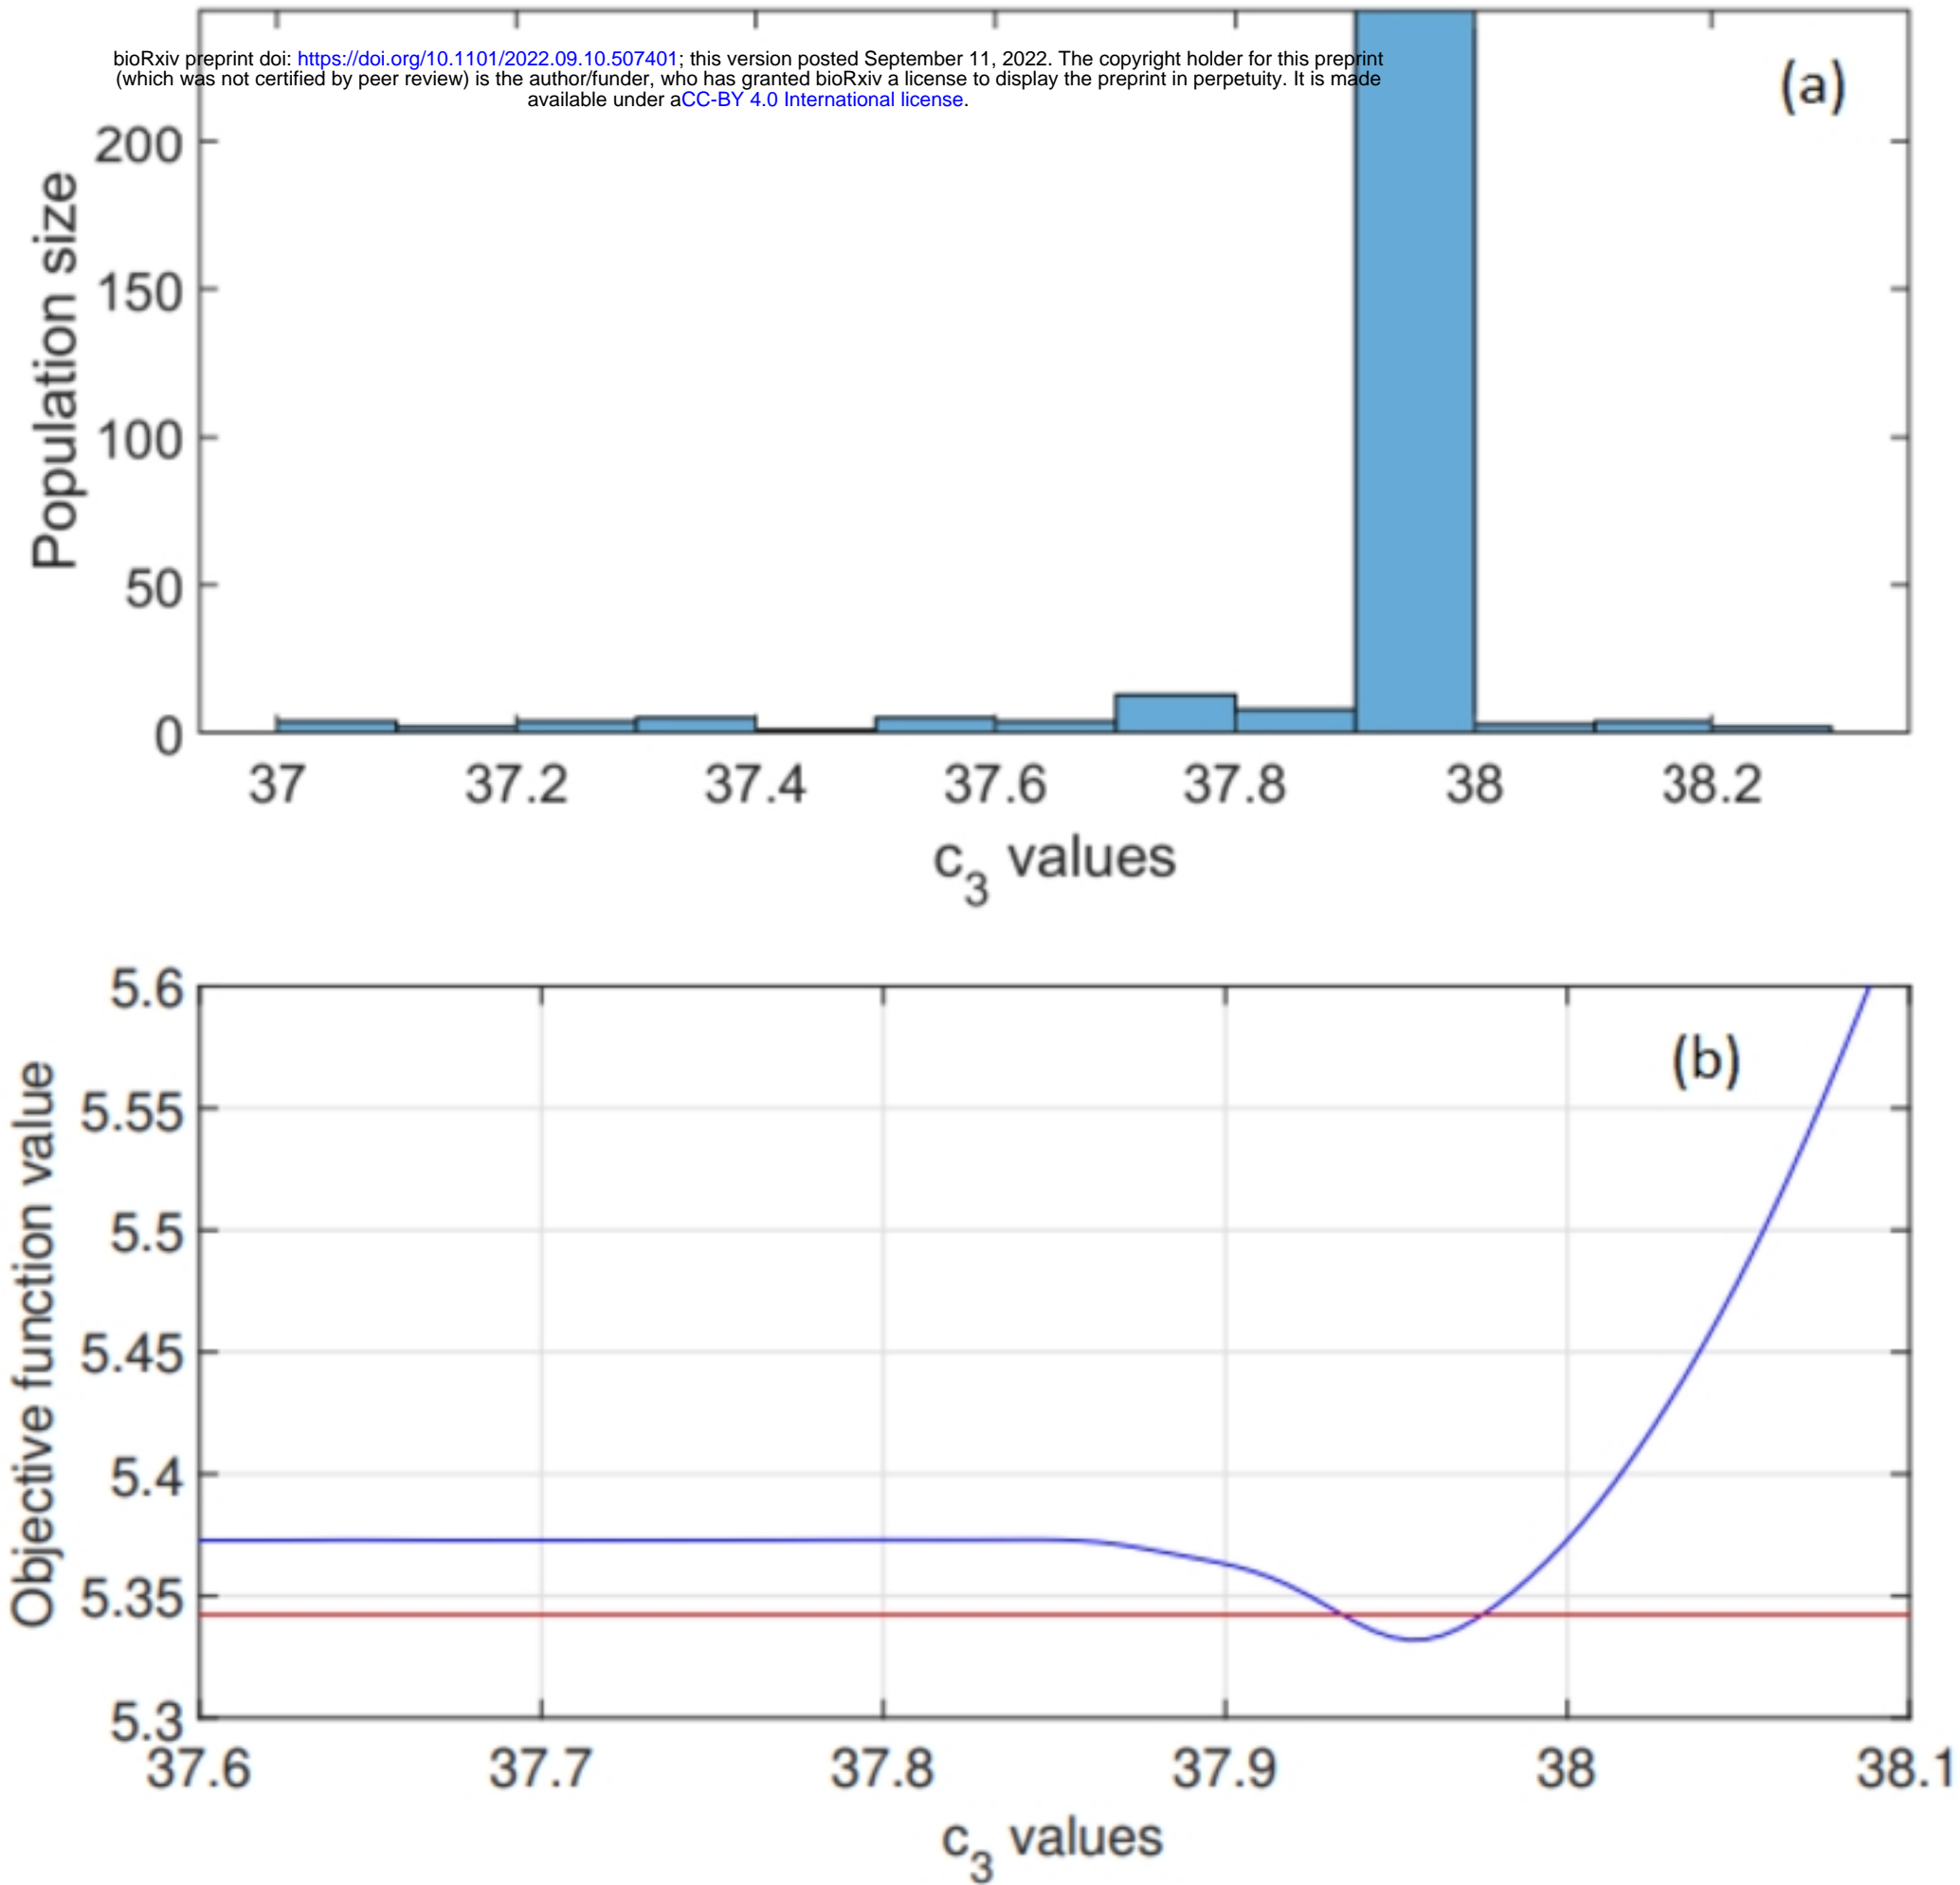 bioRxiv preprint doi: https://doi.org/10.1101/2022.09.10.507401; this version posted September 11, 2022. The copyright holder for this preprint
(which was not certified by peer review) is the author/funder, who has granted bioRxiv a license to display the preprint in perpetuity. It is made
available under aCC-BY 4.0 International license.
(a)
Population size
200
150
100
50
0
37 37.2 37.4 37.6 37.8 38 38.2
c3 values
(b)
Objective function value
5.6
5.55
5.5
5.45
5.4
5.35
5.3
37.6 37.7 37.8 37.9 38 38.1
c3 values